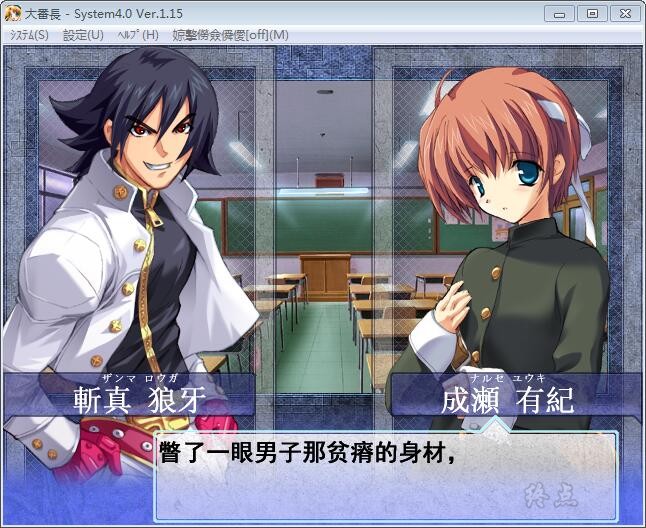 大番長 - System4.0 Ver.1.15
ｼｽﾃﾑ(S) 設定(U) ﾍﾙﾌﾟ(H) [off](M)
ザンマ ロウガ
斬真 狼牙
ナルセ ユウキ
成瀬 有紀
瞥了一眼男子那贫瘠的身材，
终点